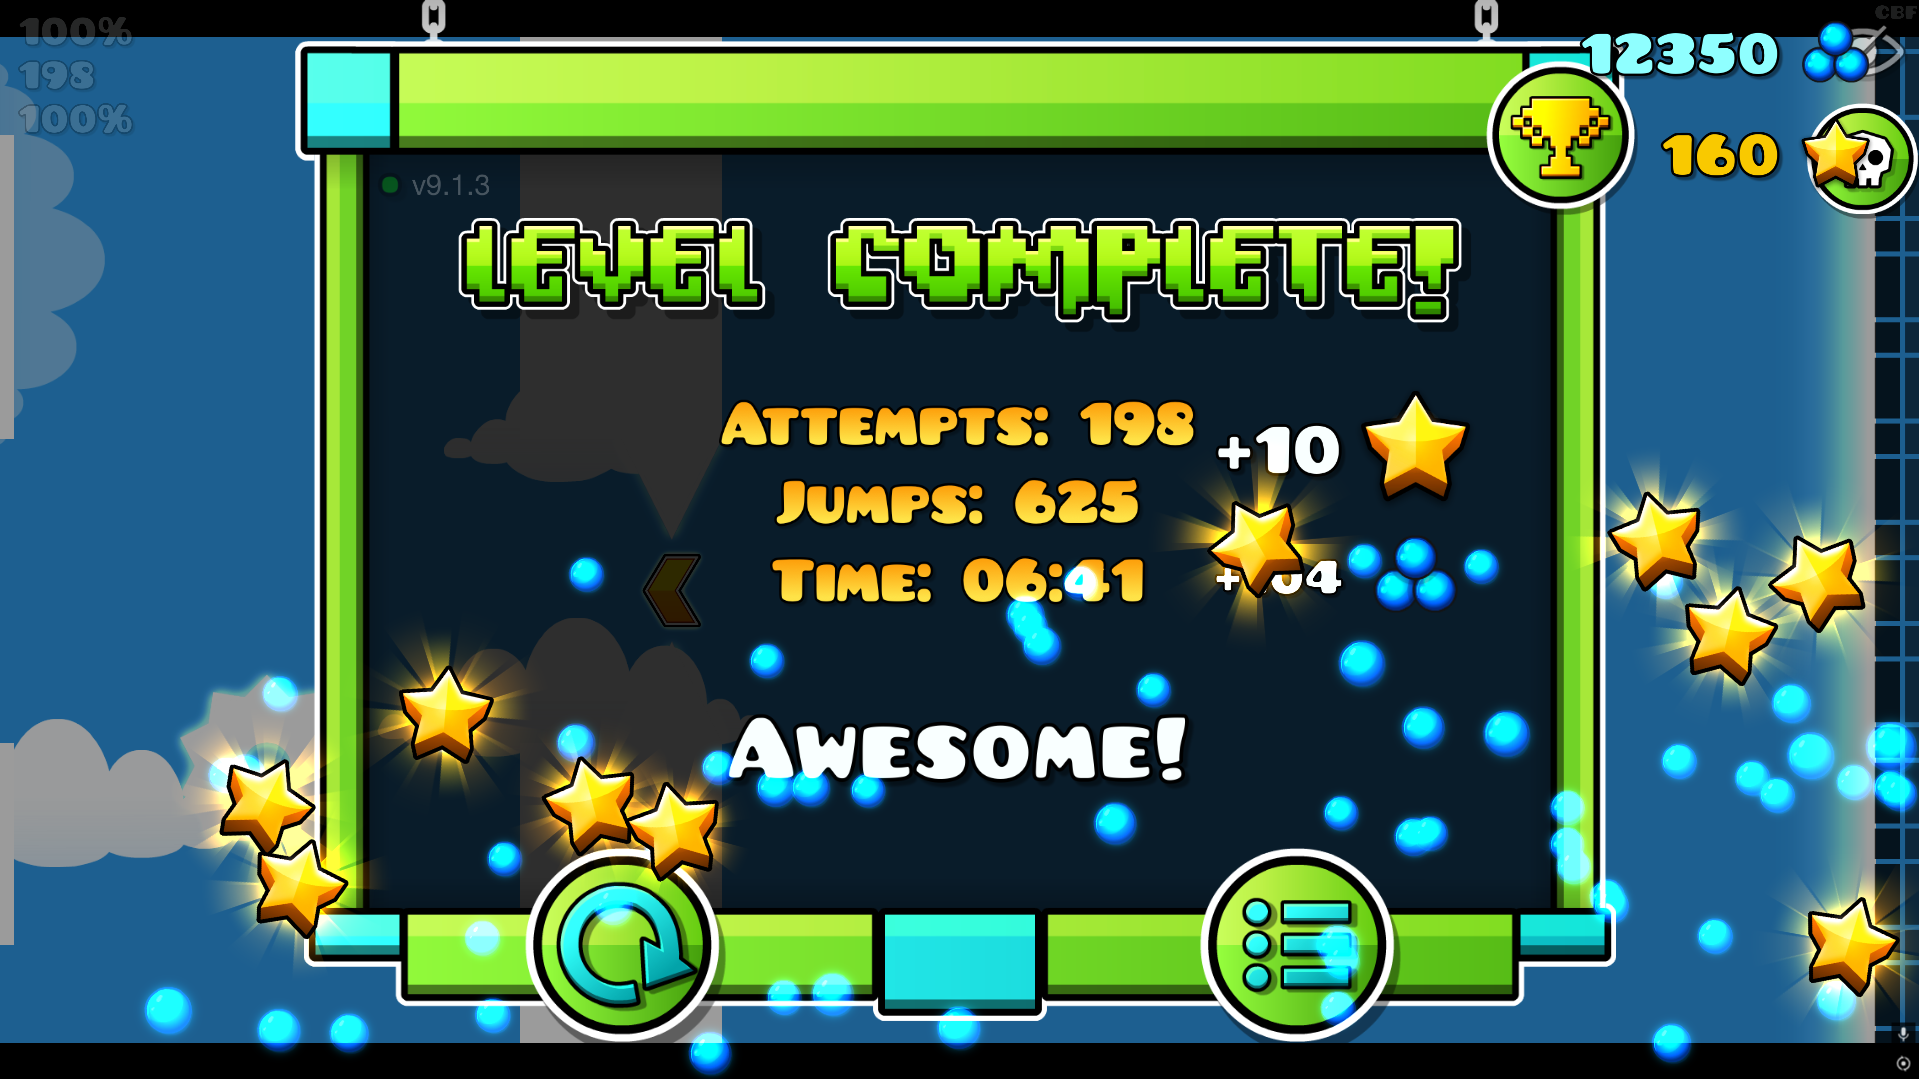 100%
198
100%
CBF
12350
160
v9.1.3
Level Complete!
Attempts: 198
+10
Jumps: 625
Time: 06:41
Awesome!